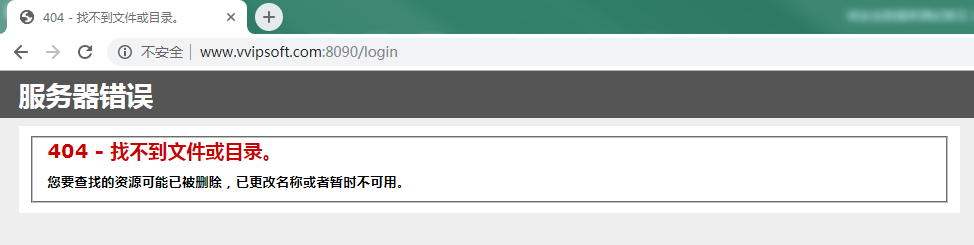 404 - 找不到文件或目录。
不安全 | www.vvipsoft.com:8090/login
服务器错误
404 - 找不到文件或目录。
您要查找的资源可能已被删除，已更改名称或者暂时不可用。